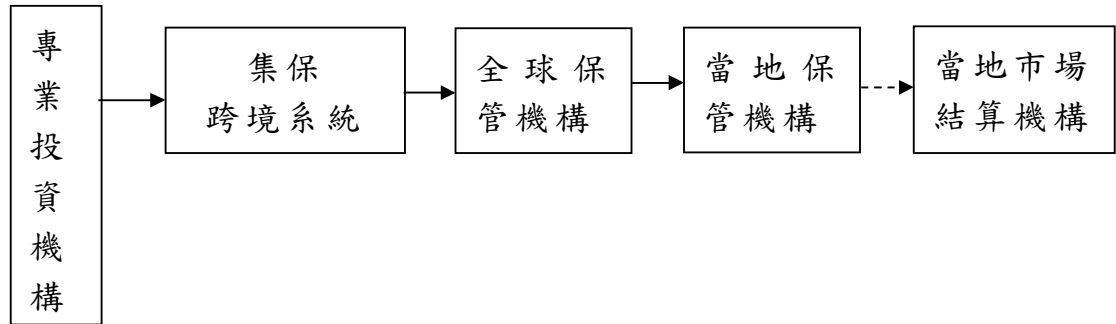 專
業
投
資
機
構
集保
跨境系統
全球保
管機構
當地保
管機構
當地市場
結算機構